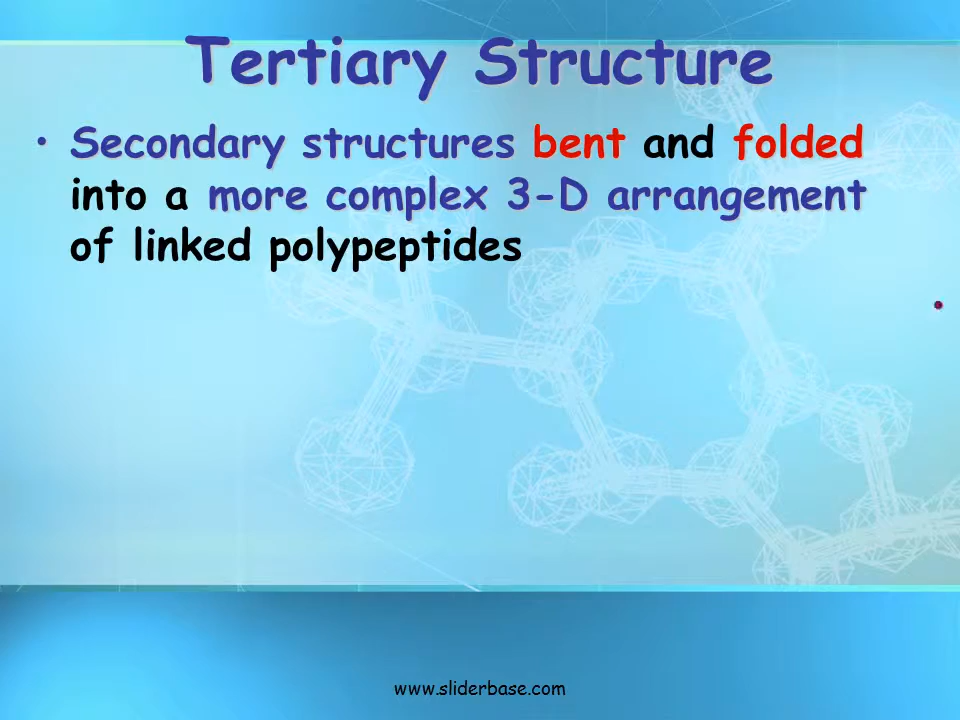 Tertiary Structure
• Secondary structures bent and folded
into a more complex 3-D arrangement
of linked polypeptides
•
www.sliderbase.com